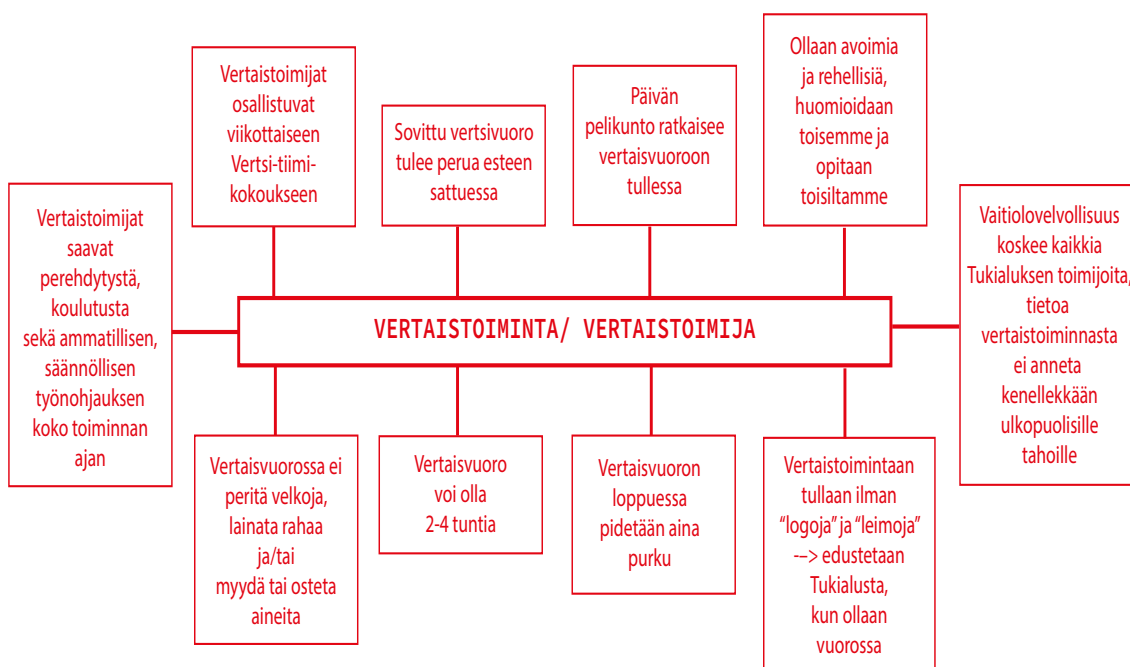 Vertaistoimijat
saavat
perehdytystä,
koulutusta
sekä ammatillisen,
säännöllisen
työnohjauksen
koko toiminnan
ajan
Vertaistoimijat
osallistuvat
viikottaiseen
Vertsi-tiimi-
kokoukseen
Sovittu vertsivuoro
tulee perua esteen
sattuessa
Päivän
pelikunto ratkaisee
vertaisvuoroon
tullessa
Ollaan avoimia
ja rehellisiä,
huomioidaan
toisemme ja
opitaan
toisiltamme
Vaitiolovelvollisuus
koskee kaikkia
Tukialuksen toimijoita,
tietoa
vertaistoiminnasta
ei anneta
kenellekkään
ulkopuolisille
tahoille
VERTAISTOIMINTA/ VERTAISTOIMIJA
Vertaisvuorossa ei
peritä velkoja,
lainata rahaa
ja/tai
myydä tai osteta
aineita
Vertaisvuoro
voi olla
2-4 tuntia
Vertaisvuoron
loppuessa
pidetään aina
purku
Vertaistoimintaan
tullaan ilman
“logoja” ja “leimoja”
--> edustetaan
Tukialusta,
kun ollaan
vuorossa